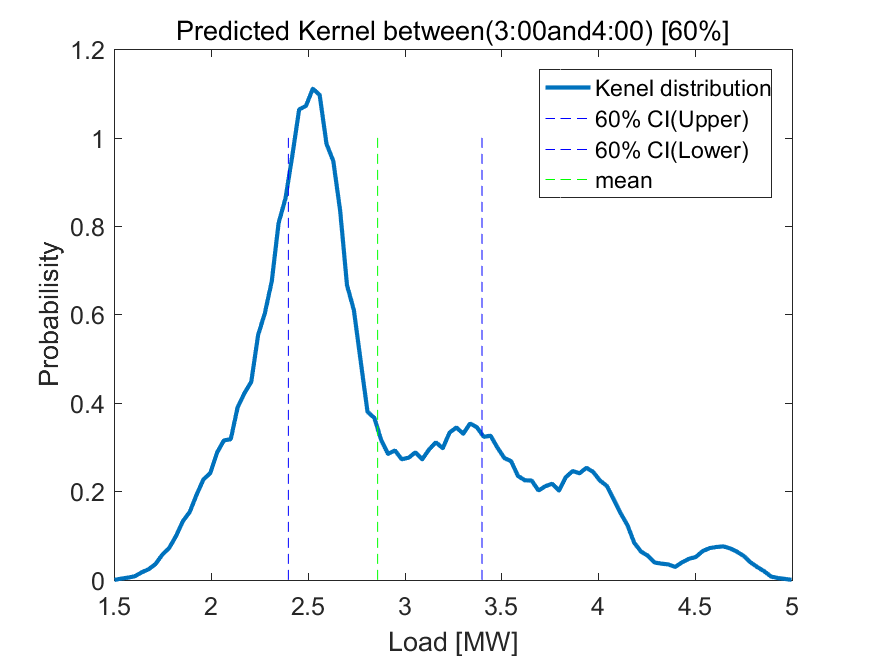 Predicted Kernel between(3:00and4:00) [60%]
Kenel distribution
60% CI(Upper)
60% CI(Lower)
mean
Probabilisity
1.2
1
0.8
0.6
0.4
0.2
0
1.5 2 2.5 3 3.5 4 4.5 5
Load [MW]